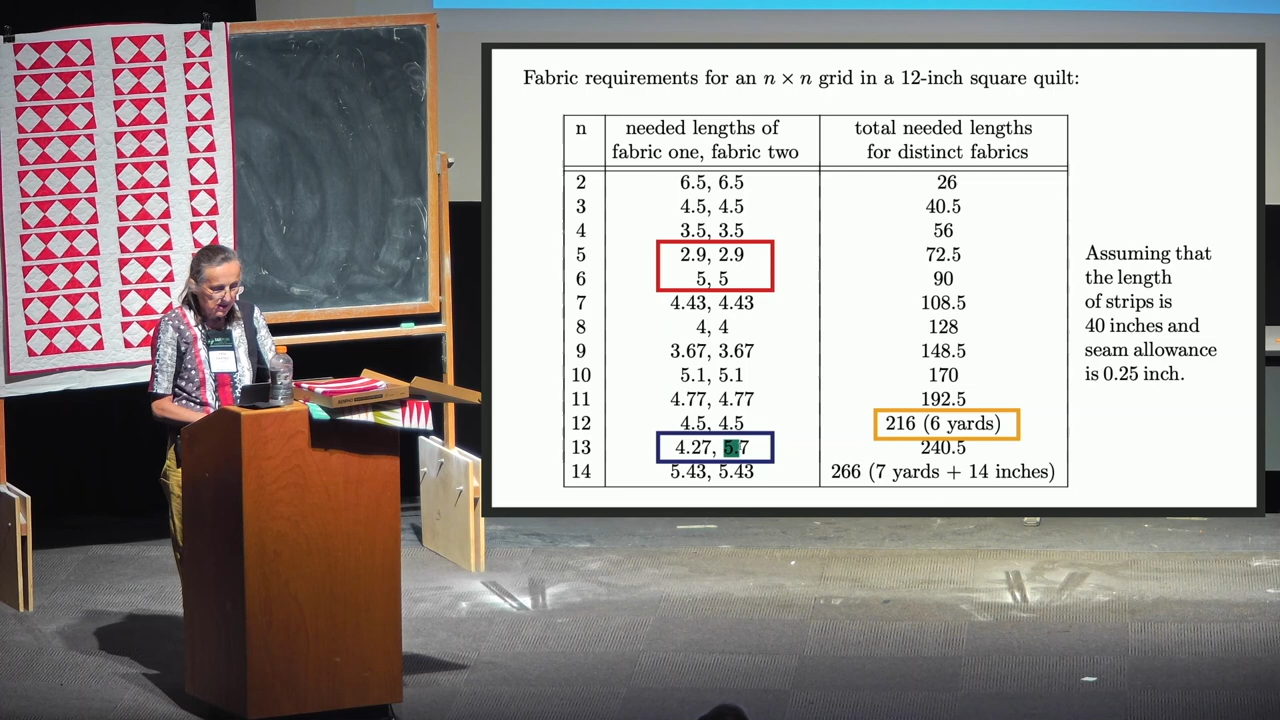 Fabric requirements for an n × n grid in a 12-inch square quilt:
n needed lengths of fabric one, fabric two total needed lengths for distinct fabrics
2 6.5, 6.5 26
3 4.5, 4.5 40.5
4 3.5, 3.5 56
5 2.9, 2.9 72.5
6 5, 5 90
7 4.43, 4.43 108.5
8 4, 4 128
9 3.67, 3.67 148.5
10 5.1, 5.1 170
11 4.77, 4.77 192.5
12 4.5, 4.5 216 (6 yards)
13 4.27, 5.7 240.5
14 5.43, 5.43 266 (7 yards + 14 inches)
Assuming that
the length
of strips is
40 inches and
seam allowance
is 0.25 inch.